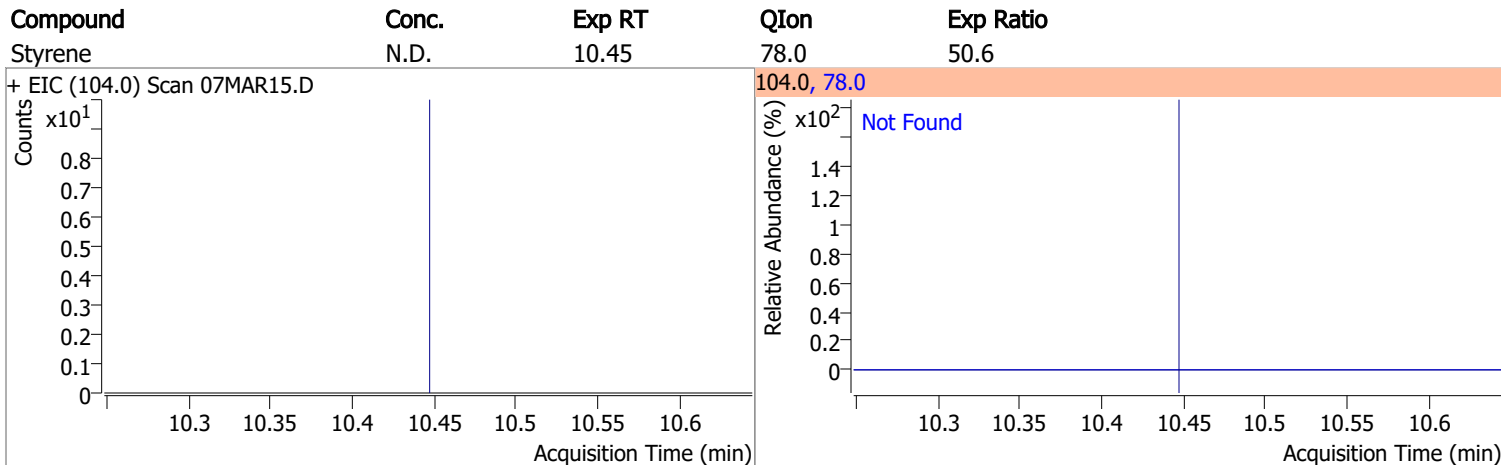 Compound Conc. Exp RT QIon Exp Ratio
Styrene N.D. 10.45 78.0 50.6
+ EIC (104.0) Scan 07MAR15.D
Counts
x10¹
0.8
0.7
0.6
0.5
0.4
0.3
0.2
0.1
0
10.3 10.35 10.4 10.45 10.5 10.55 10.6
Acquisition Time (min)
104.0, 78.0
Relative Abundance (%)
x10²
Not Found
1.4
1.2
1
0.8
0.6
0.4
0.2
0
10.3 10.35 10.4 10.45 10.5 10.55 10.6
Acquisition Time (min)